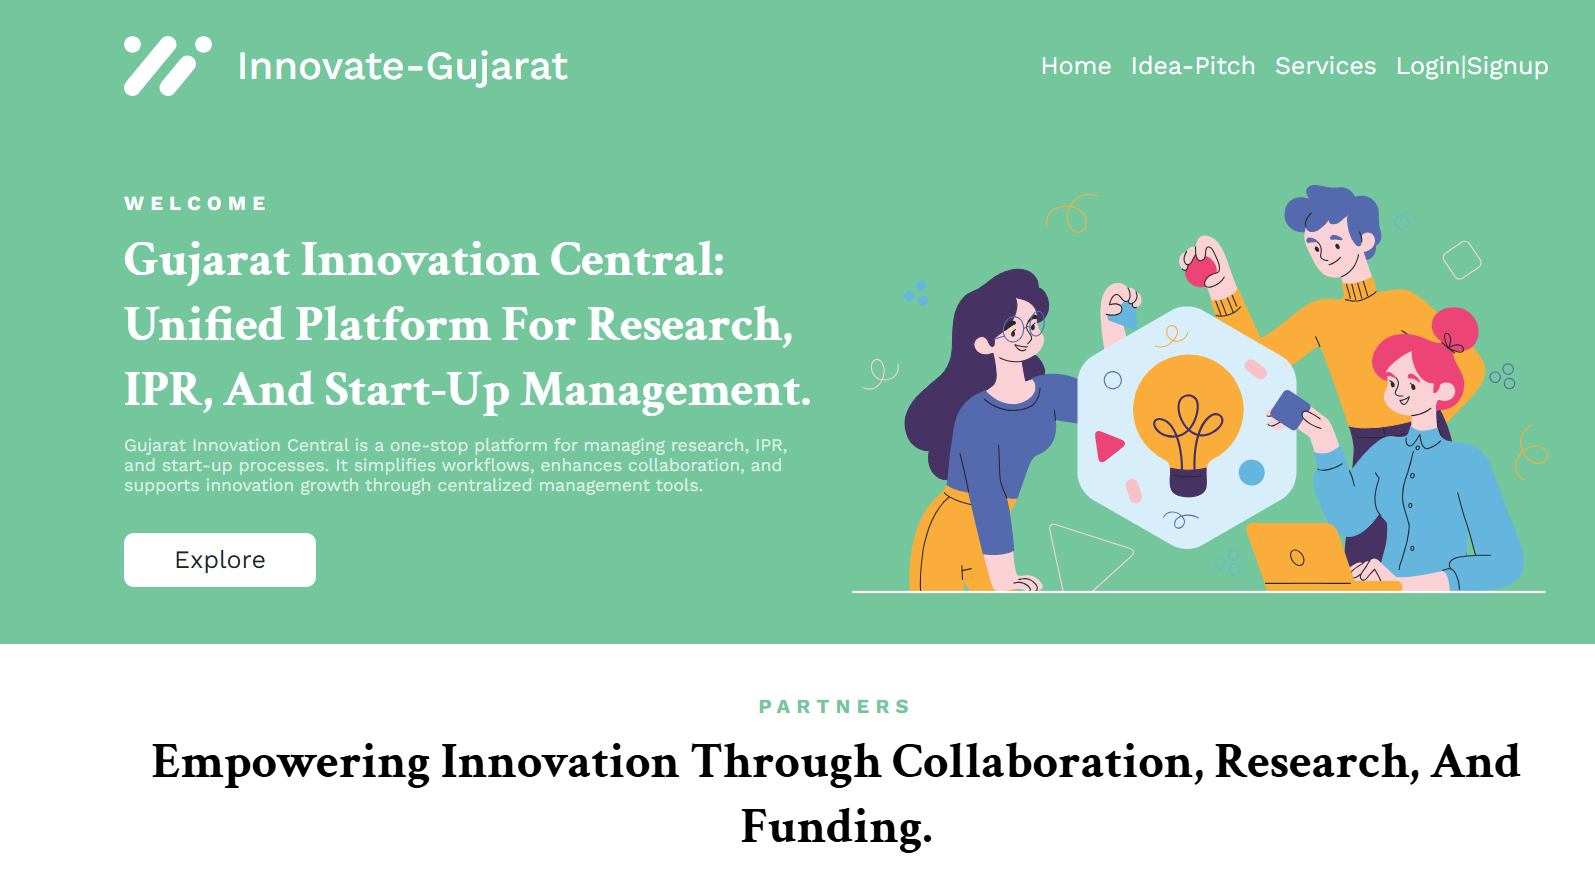 Innovate-Gujarat
Home Idea-Pitch Services Login|Signup
WELCOME
Gujarat Innovation Central:
Unified Platform For Research,
IPR, And Start-Up Management.
Gujarat Innovation Central is a one-stop platform for managing research, IPR,
and start-up processes. It simplifies workflows, enhances collaboration, and
supports innovation growth through centralized management tools.
Explore
PARTNERS
Empowering Innovation Through Collaboration, Research, And
Funding.